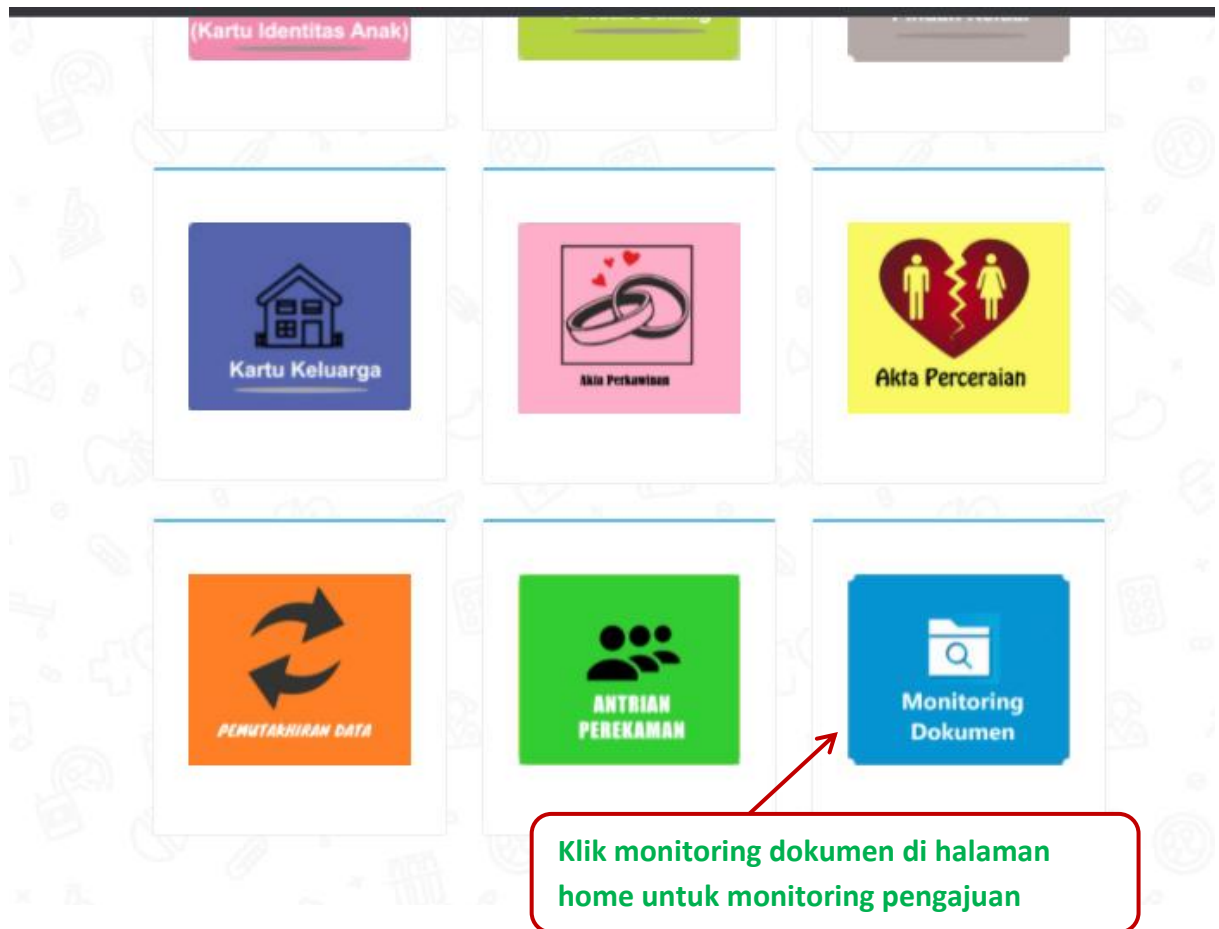 (Kartu Identitas Anak)
Kartu Keluarga
Akta Perkawinan
Akta Perceraian
PEMUTAKHIRAN DATA
ANTRIAN
PEREKAMAN
Monitoring
Dokumen
Klik monitoring dokumen di halaman
home untuk monitoring pengajuan